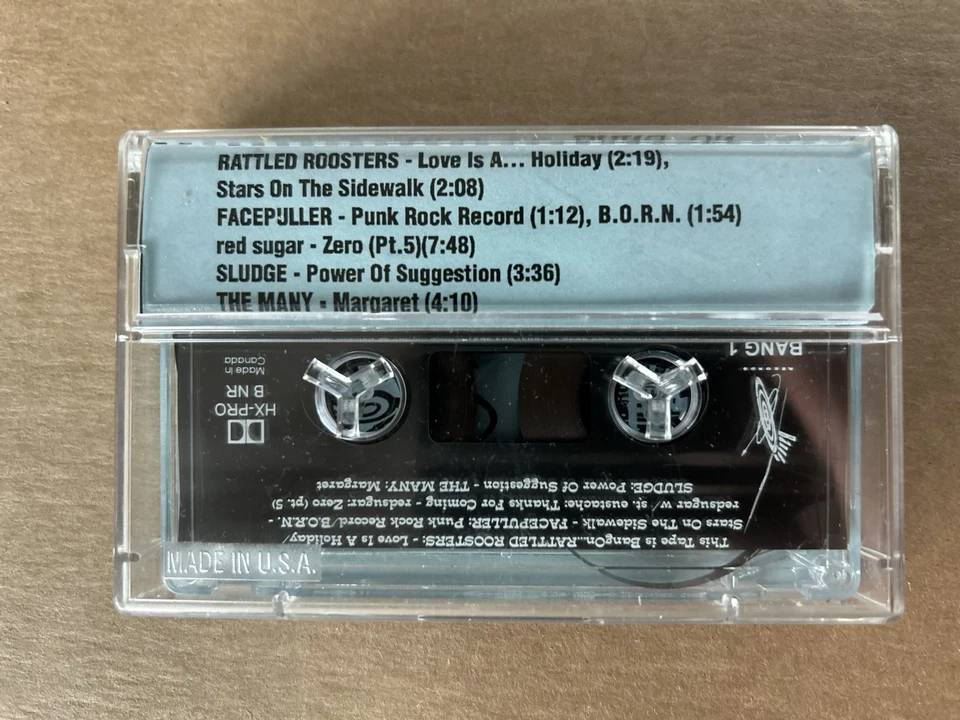 RATTLED ROOSTERS - Love Is A... Holiday (2:19),
Stars On The Sidewalk (2:08)
FACEPULLER - Punk Rock Record (1:12), B.O.R.N. (1:54)
red sugar - Zero (Pt.5)(7:48)
SLUDGE - Power Of Suggestion (3:36)
THE MANY - Margaret (4:10)
This Tape is BangOn...RATTLED ROOSTERS: - Love Is A Holiday/
Stars On The Sidewalk - FACEPULLER: Punk Rock Record/B.O.R.N. -
redsugar w/ st. eustache: Thanks For Coming - redsugar: Zero (pt. 5)
SLUDGE: Power Of Suggestion - THE MANY: Margaret
BANG 1
RECORDS
HX-PRO
B NR
Made In
Canada
MADE IN U.S.A.